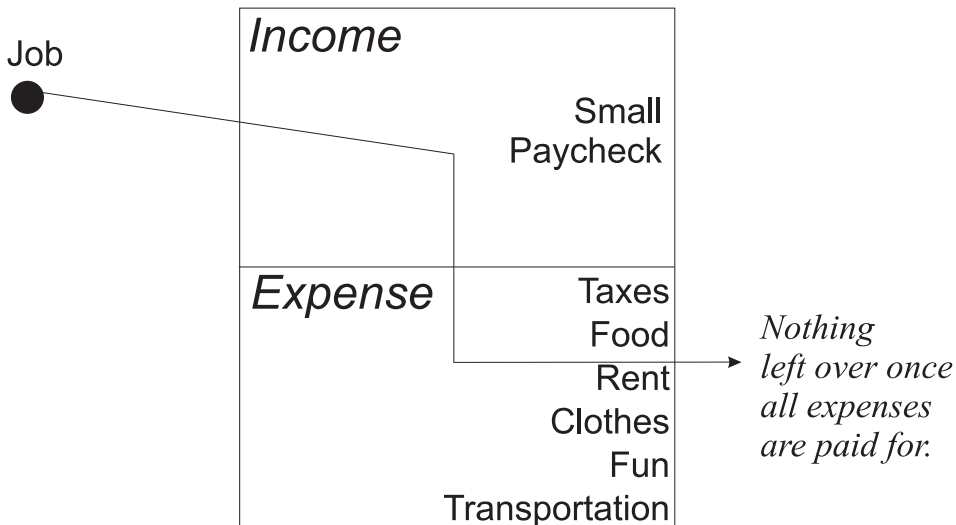 Job
Income
Small
Paycheck
Expense
Taxes
Food
Rent
Clothes
Fun
Transportation
Nothing
left over once
all expenses
are paid for.